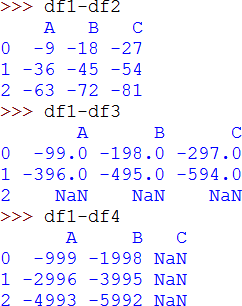 >>> df1-df2
    A   B   C
0  -9 -18 -27
1 -36 -45 -54
2 -63 -72 -81
>>> df1-df3
       A      B      C
0  -99.0 -198.0 -297.0
1 -396.0 -495.0 -594.0
2    NaN    NaN    NaN
>>> df1-df4
      A     B   C
0  -999 -1998 NaN
1 -2996 -3995 NaN
2 -4993 -5992 NaN